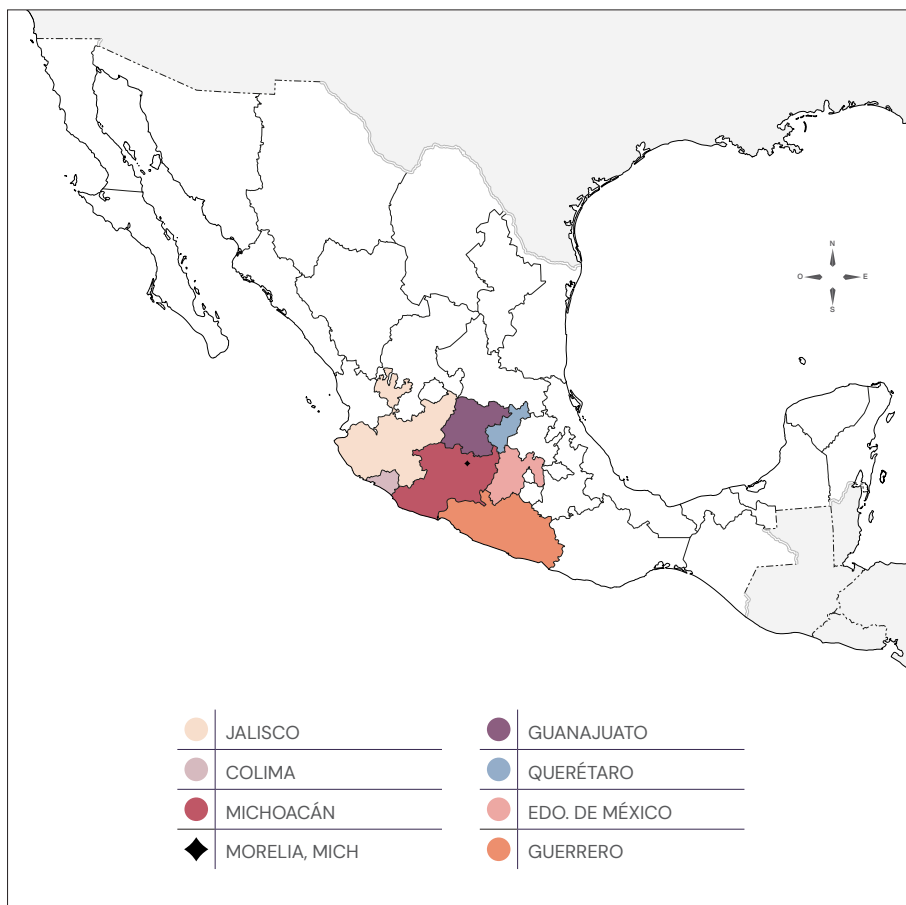 N
O E
S
JALISCO
COLIMA
MICHOACÁN
MORELIA, MICH
GUANAJUATO
QUERÉTARO
EDO. DE MÉXICO
GUERRERO